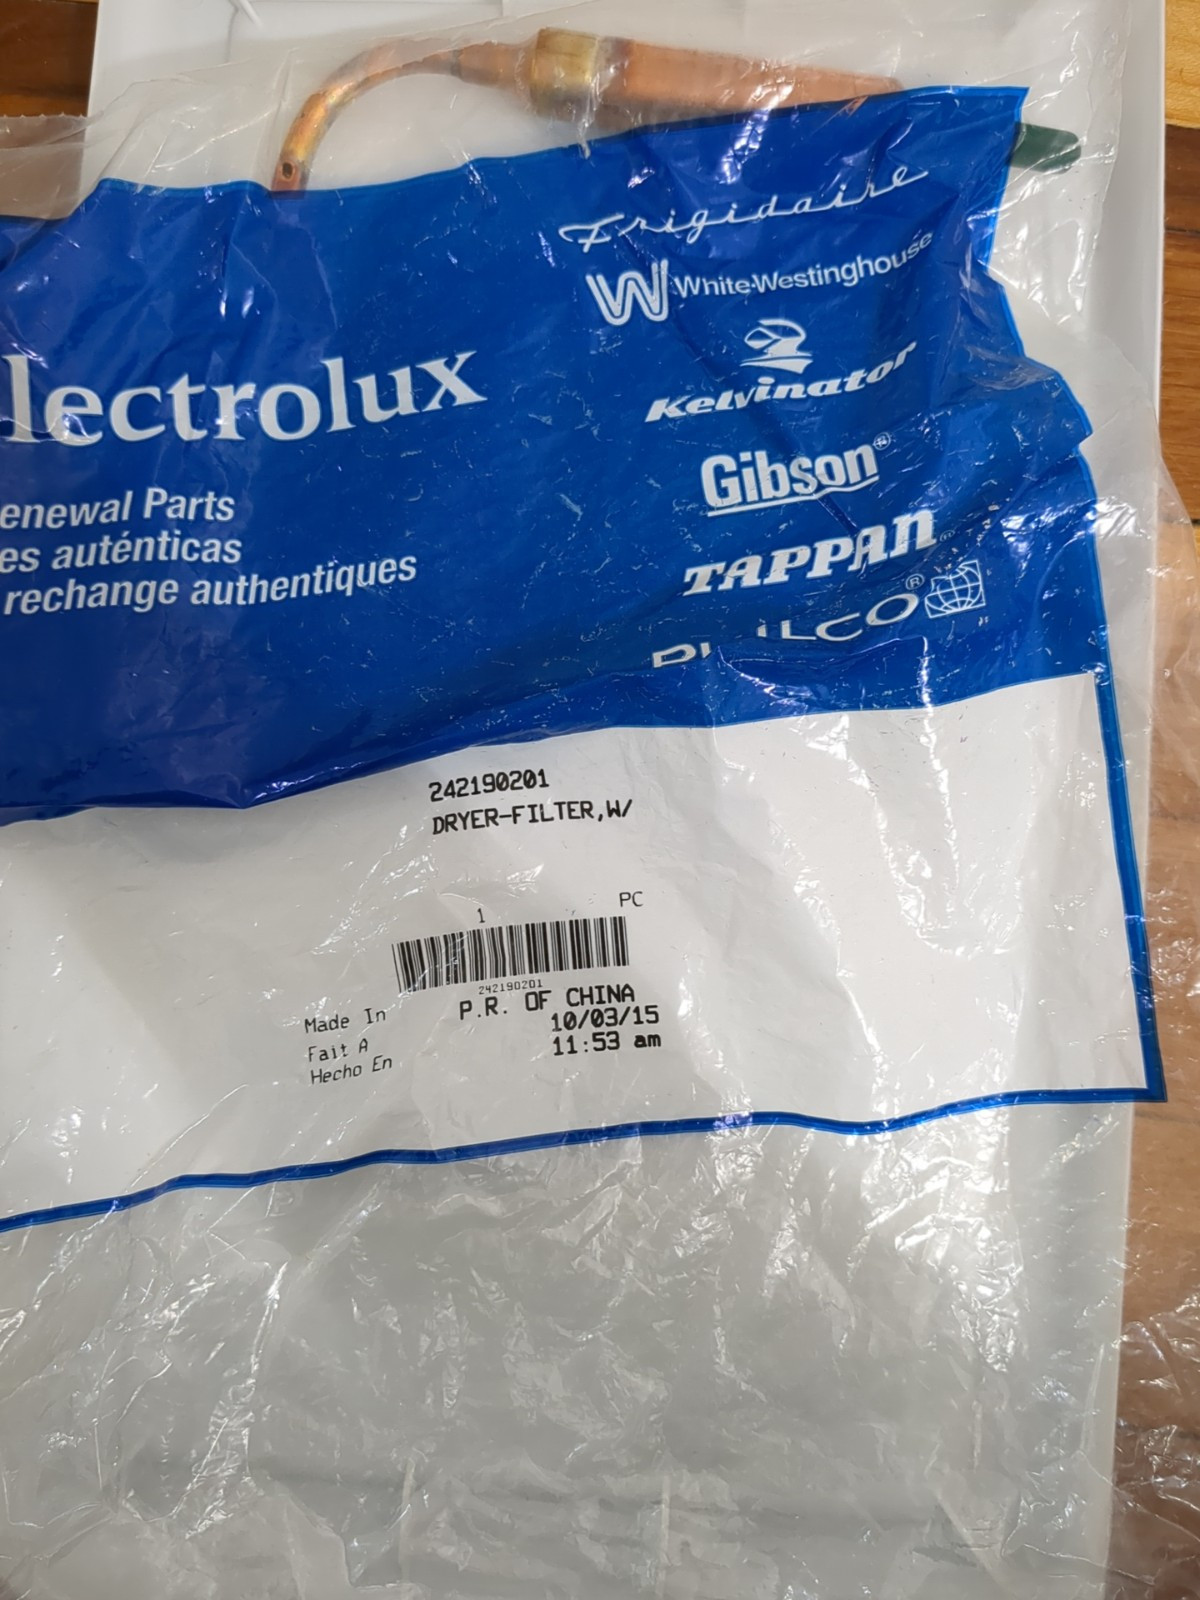 Frigidaire
White-Westinghouse
Kelvinator
lectrolux
Gibson®
enewal Parts
es auténticas
rechange authentiques
TAPPAN®
PHILCO®
242190201
DRYER-FILTER,W/
1 PC
242190201
Made In P.R. OF CHINA
Fait A 10/03/15
Hecho En 11:53 am